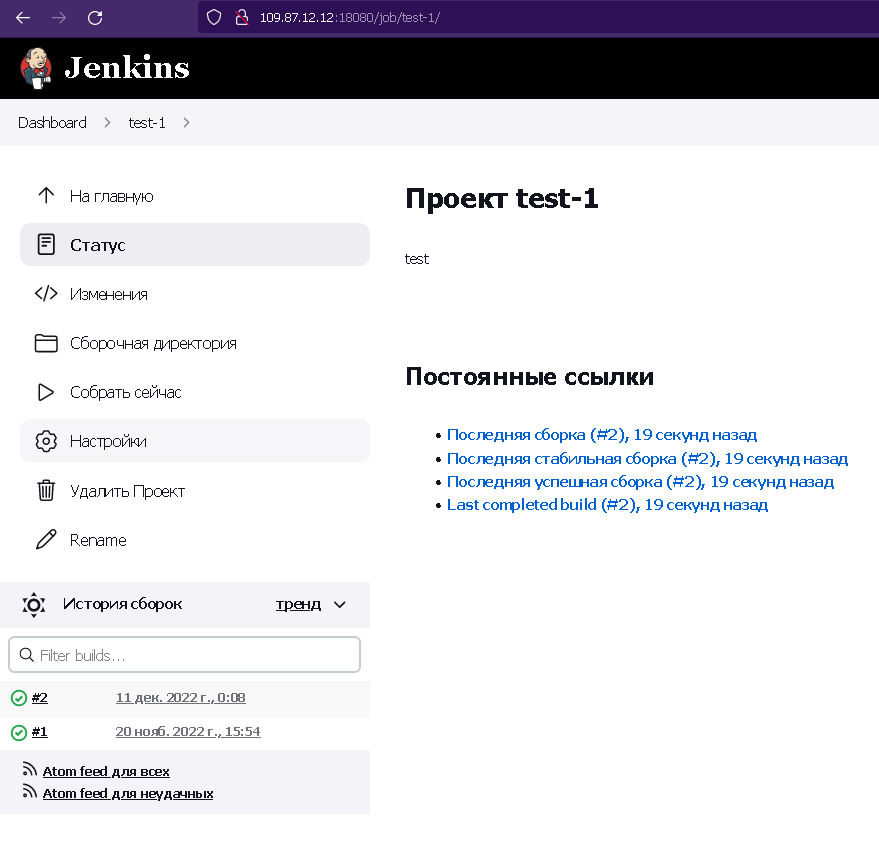 109.87.12.12:18080/job/test-1/
Jenkins
Dashboard test-1
На главную
Статус
Изменения
Сборочная директория
Собрать сейчас
Настройки
Удалить Проект
Rename
История сборок тренд
Filter builds...
#2 11 дек. 2022 г., 0:08
#1 20 нояб. 2022 г., 15:54
Atom feed для всех
Atom feed для неудачных
Проект test-1
test
Постоянные ссылки
Последняя сборка (#2), 19 секунд назад
Последняя стабильная сборка (#2), 19 секунд назад
Последняя успешная сборка (#2), 19 секунд назад
Last completed build (#2), 19 секунд назад